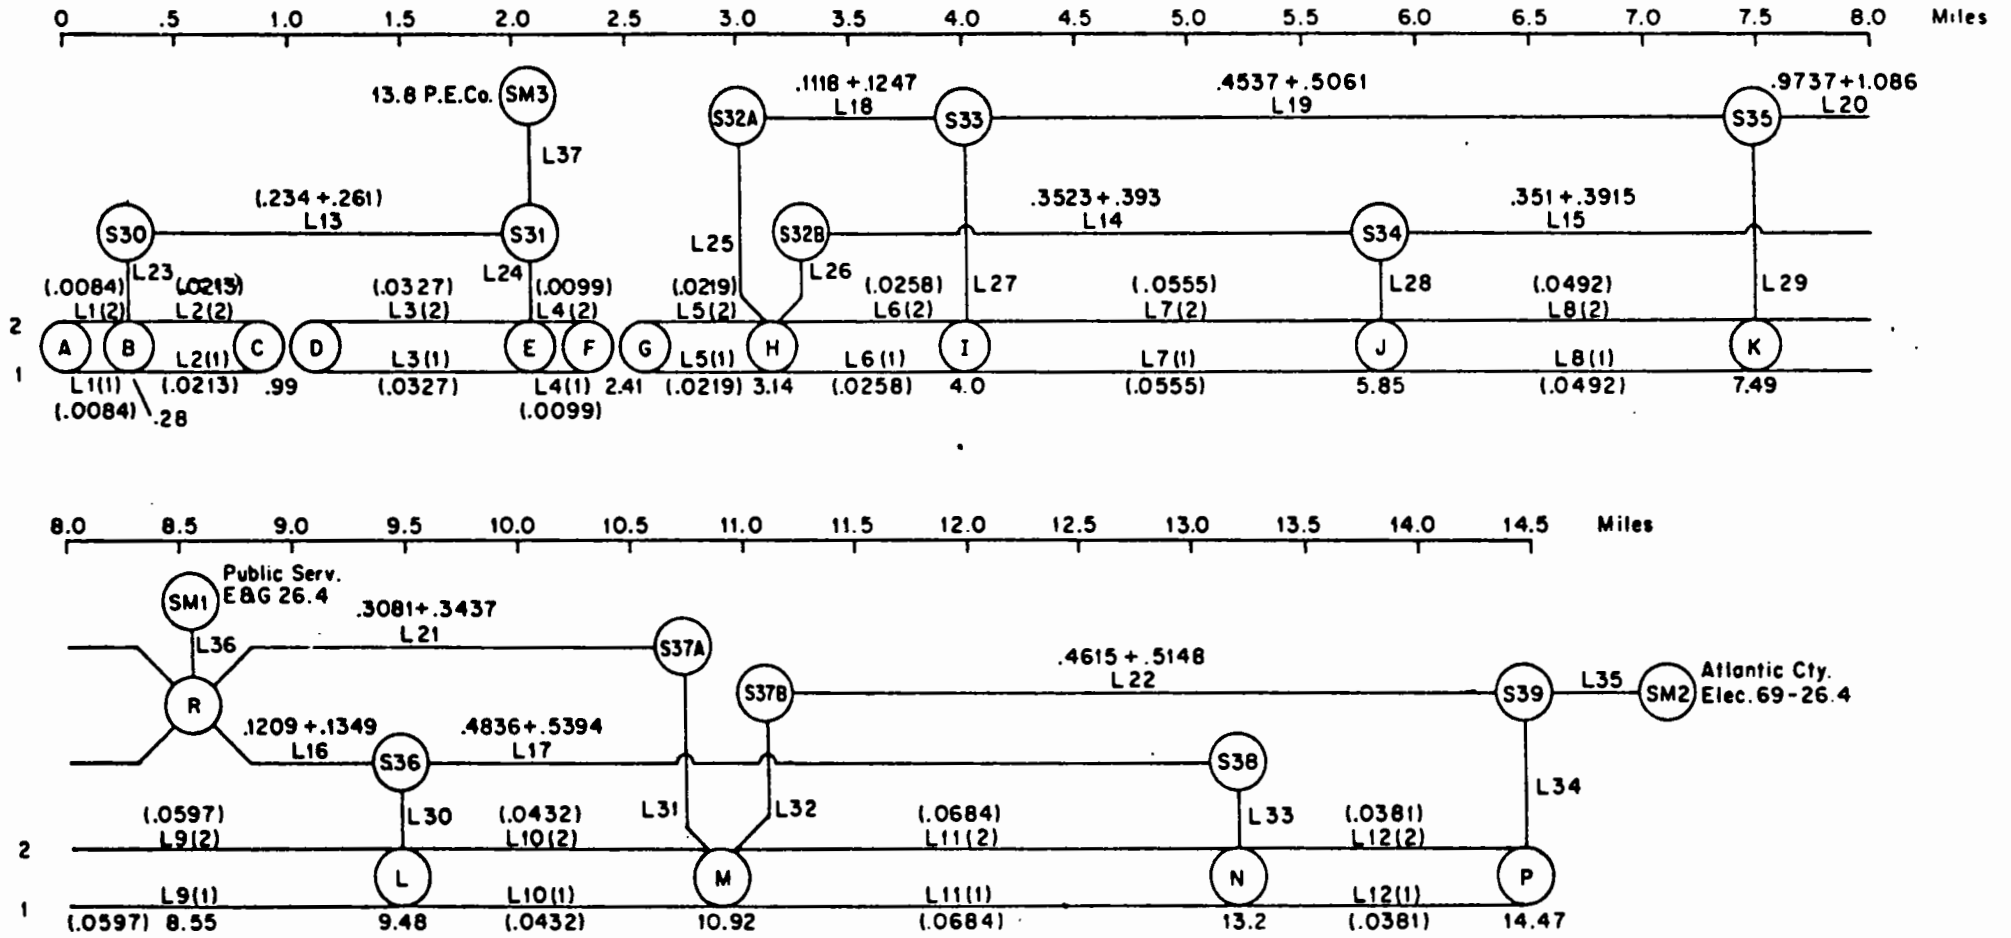 0 .5 1.0 1.5 2.0 2.5 3.0 3.5 4.0 4.5 5.0 5.5 6.0 6.5 7.0 7.5 8.0 Miles
13.8 P.E.Co. SM3 S32A .1118+.1247 S33 .4537+.5061 S35 .9737+1.086
L18 L19 L20
L37
(.234+.261) .3523+.393 .351+.3915
S30 L13 S31 S32B L14 S34 L15
L25
L23 L24 L26 L27 L28 L29
(.0084) (.0213) (.0327) (.0099) (.0219) (.0258) (.0555) (.0492)
L1(2) L2(2) L3(2) L4(2) L5(2) L6(2) L7(2) L8(2)
2
A B C D E F G H I J K
1 L1(1) L2(1) L3(1) L4(1) L5(1) L6(1) L7(1) L8(1)
(.0084) .28 (.0213) .99 (.0327) (.0099) 2.41 (.0219) 3.14 (.0258) 4.0 (.0555) 5.85 (.0492) 7.49
8.0 8.5 9.0 9.5 10.0 10.5 11.0 11.5 12.0 12.5 13.0 13.5 14.0 14.5 Miles
SM1 Public Serv.
E&G 26.4
.3081+.3437
L36 L21 S37A
.4615+.5148
L22
S37B S39 L35 SM2 Atlantic Cty.
Elec. 69-26.4
R
.1209+.1349 .4836+.5394
L16 S36 L17 S38
L30 L31 L32 L33 L34
(.0597) (.0432) (.0684) (.0381)
L9(2) L10(2) L11(2) L12(2)
2
L M N P
L9(1) L10(1) L11(1) L12(1)
1
(.0597) 8.55 9.48 (.0432) 10.92 (.0684) 13.2 (.0381) 14.47